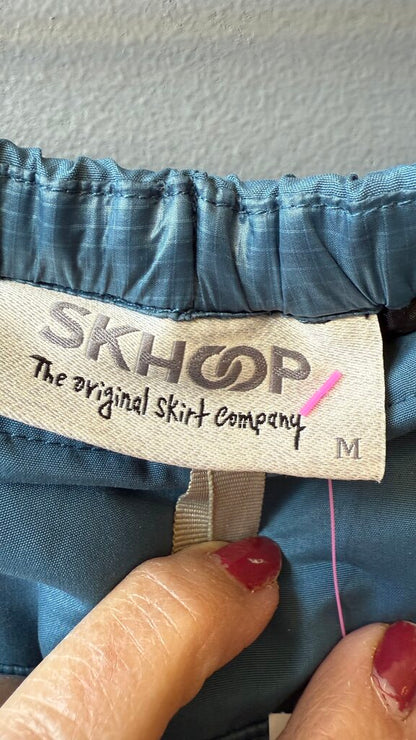 SKHOOP
The original Skirt Company
M